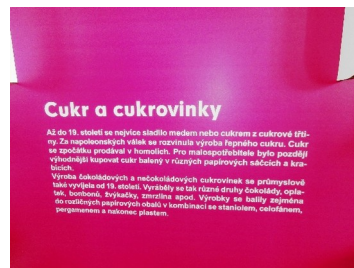 Cukr a cukrovinky
Až do 19. století se nejvíce sladilo medem nebo cukrem z cukrové třti-
ny. Za napoleonských válek se rozvinula výroba řepného cukru. Cukr
se zpočátku prodával v homolích. Pro malospotřebitele bylo později
výhodnější kupovat cukr balený v různých papírových sáčcích a kra-
bicích.
Výroba čokoládových a nečokoládových cukrovinek se průmyslově
také vyvíjela od 19. století. Vyráběly se tak různé druhy čokolády, opla-
tek, bonbonů, žvýkačky, zmrzlina apod. Výrobky se balily zejména
do rozličných papírových obalů v kombinaci se staniolem, celofánem,
pergamenem a nakonec plastem.